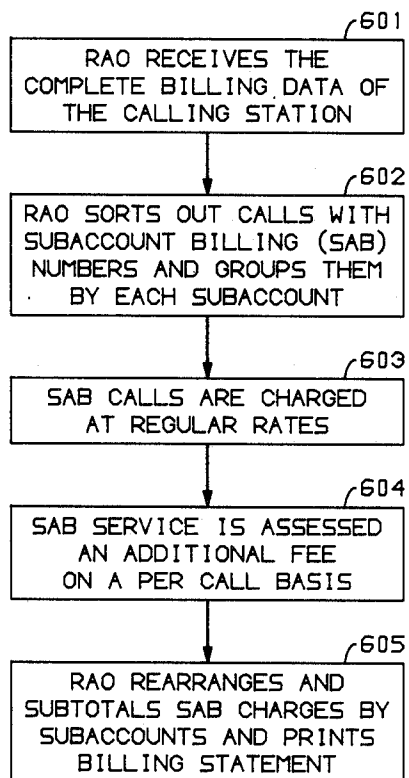 601
RAO RECEIVES THE
COMPLETE BILLING DATA OF
THE CALLING STATION
602
RAO SORTS OUT CALLS WITH
SUBACCOUNT BILLING (SAB)
NUMBERS AND GROUPS THEM
BY EACH SUBACCOUNT
603
SAB CALLS ARE CHARGED
AT REGULAR RATES
604
SAB SERVICE IS ASSESSED
AN ADDITIONAL FEE
ON A PER CALL BASIS
605
RAO REARRANGES AND
SUBTOTALS SAB CHARGES BY
SUBACCOUNTS AND PRINTS
BILLING STATEMENT